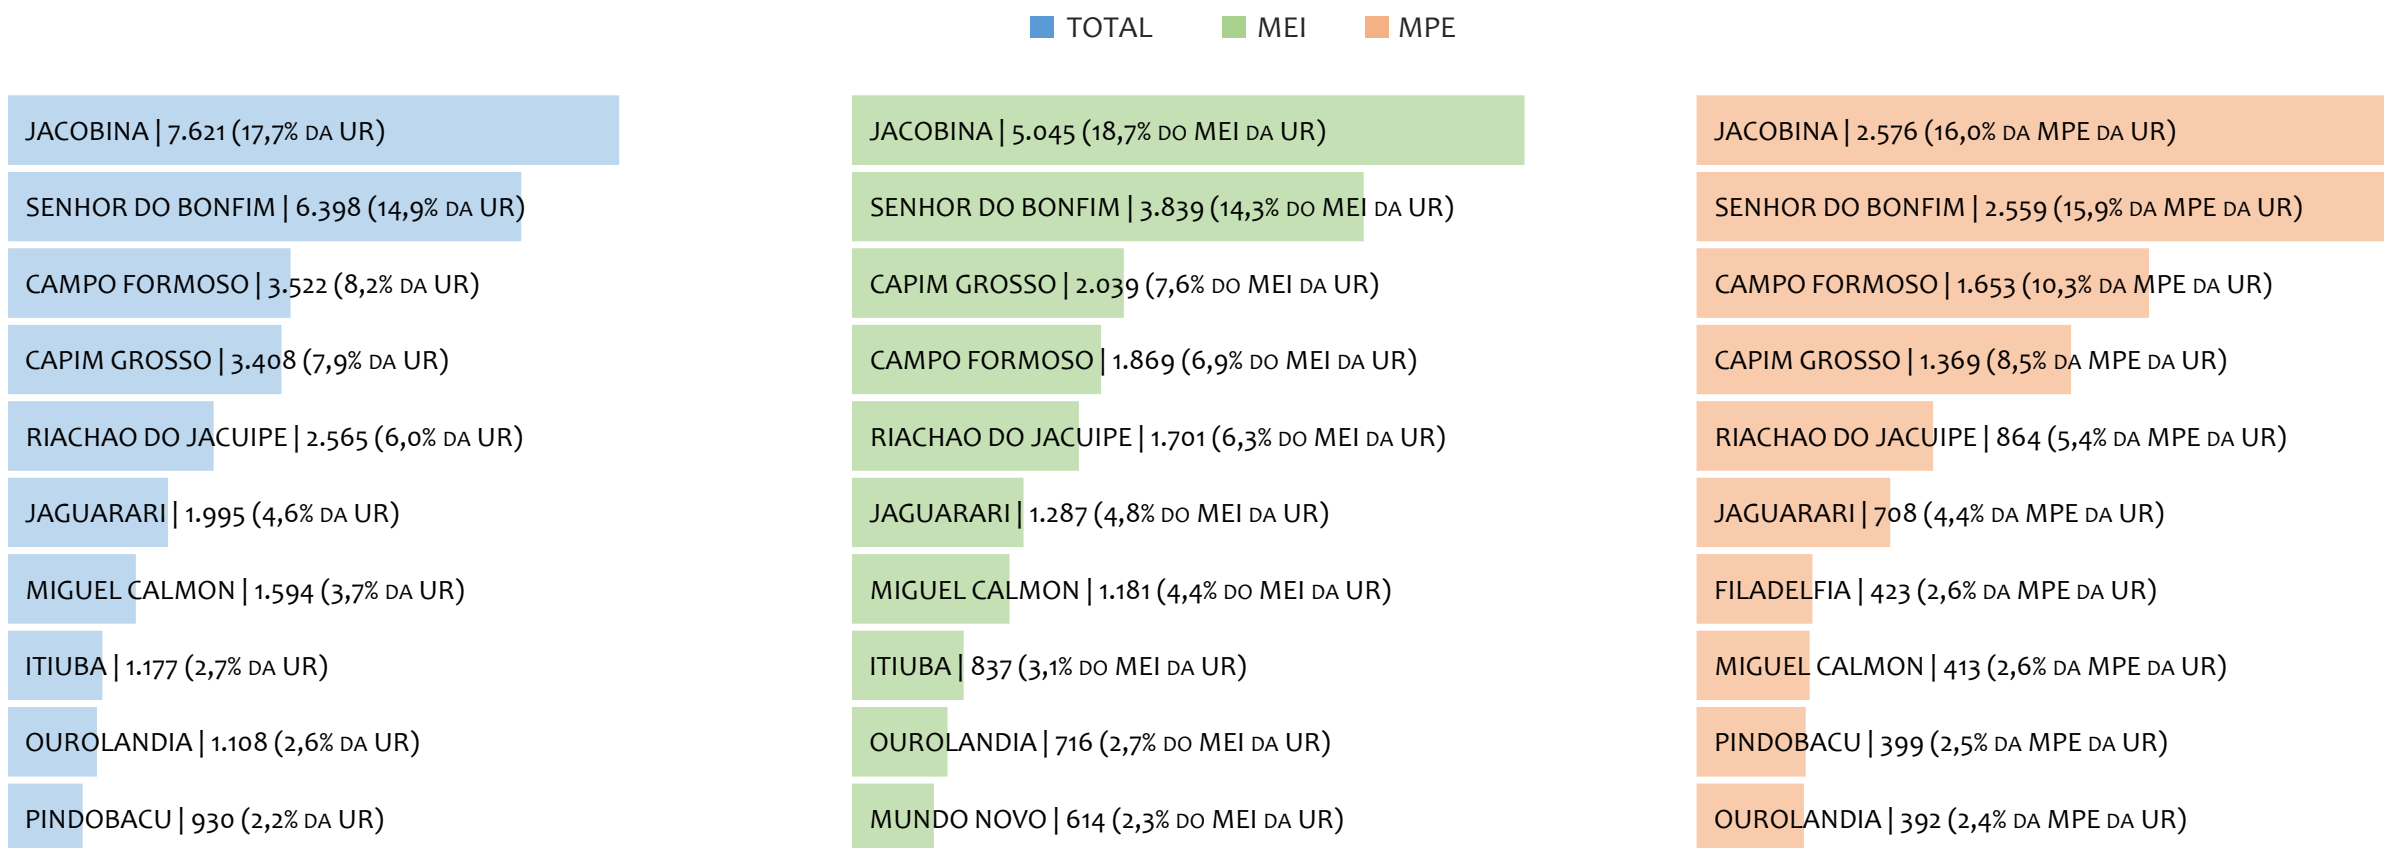 TOTAL MEI MPE
JACOBINA | 7.621 (17,7% DA UR)
SENHOR DO BONFIM | 6.398 (14,9% DA UR)
CAMPO FORMOSO | 3.522 (8,2% DA UR)
CAPIM GROSSO | 3.408 (7,9% DA UR)
RIACHAO DO JACUIPE | 2.565 (6,0% DA UR)
JAGUARARI | 1.995 (4,6% DA UR)
MIGUEL CALMON | 1.594 (3,7% DA UR)
ITIUBA | 1.177 (2,7% DA UR)
OUROLANDIA | 1.108 (2,6% DA UR)
PINDOBACU | 930 (2,2% DA UR)
JACOBINA | 5.045 (18,7% DO MEI DA UR)
SENHOR DO BONFIM | 3.839 (14,3% DO MEI DA UR)
CAPIM GROSSO | 2.039 (7,6% DO MEI DA UR)
CAMPO FORMOSO | 1.869 (6,9% DO MEI DA UR)
RIACHAO DO JACUIPE | 1.701 (6,3% DO MEI DA UR)
JAGUARARI | 1.287 (4,8% DO MEI DA UR)
MIGUEL CALMON | 1.181 (4,4% DO MEI DA UR)
ITIUBA | 837 (3,1% DO MEI DA UR)
OUROLANDIA | 716 (2,7% DO MEI DA UR)
MUNDO NOVO | 614 (2,3% DO MEI DA UR)
JACOBINA | 2.576 (16,0% DA MPE DA UR)
SENHOR DO BONFIM | 2.559 (15,9% DA MPE DA UR)
CAMPO FORMOSO | 1.653 (10,3% DA MPE DA UR)
CAPIM GROSSO | 1.369 (8,5% DA MPE DA UR)
RIACHAO DO JACUIPE | 864 (5,4% DA MPE DA UR)
JAGUARARI | 708 (4,4% DA MPE DA UR)
FILADELFIA | 423 (2,6% DA MPE DA UR)
MIGUEL CALMON | 413 (2,6% DA MPE DA UR)
PINDOBACU | 399 (2,5% DA MPE DA UR)
OUROLANDIA | 392 (2,4% DA MPE DA UR)